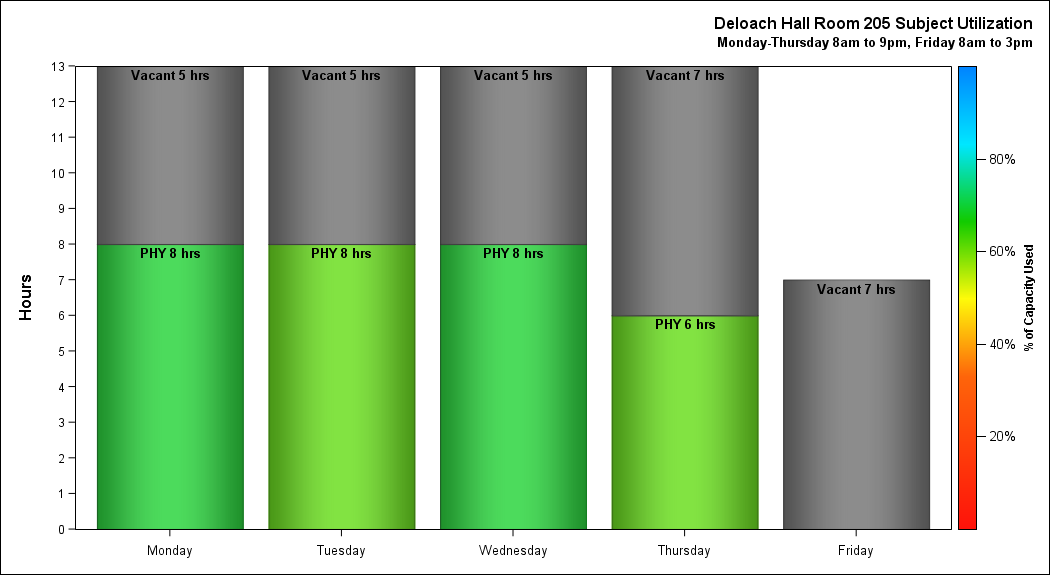 Deloach Hall Room 205 Subject Utilization
Monday-Thursday 8am to 9pm, Friday 8am to 3pm
Hours
13
12
11
10
9
8
7
6
5
4
3
2
1
0
Vacant 5 hrs
PHY 8 hrs
Vacant 5 hrs
PHY 8 hrs
Vacant 5 hrs
PHY 8 hrs
Vacant 7 hrs
PHY 6 hrs
Vacant 7 hrs
Monday
Tuesday
Wednesday
Thursday
Friday
80%
60%
40%
20%
% of Capacity Used